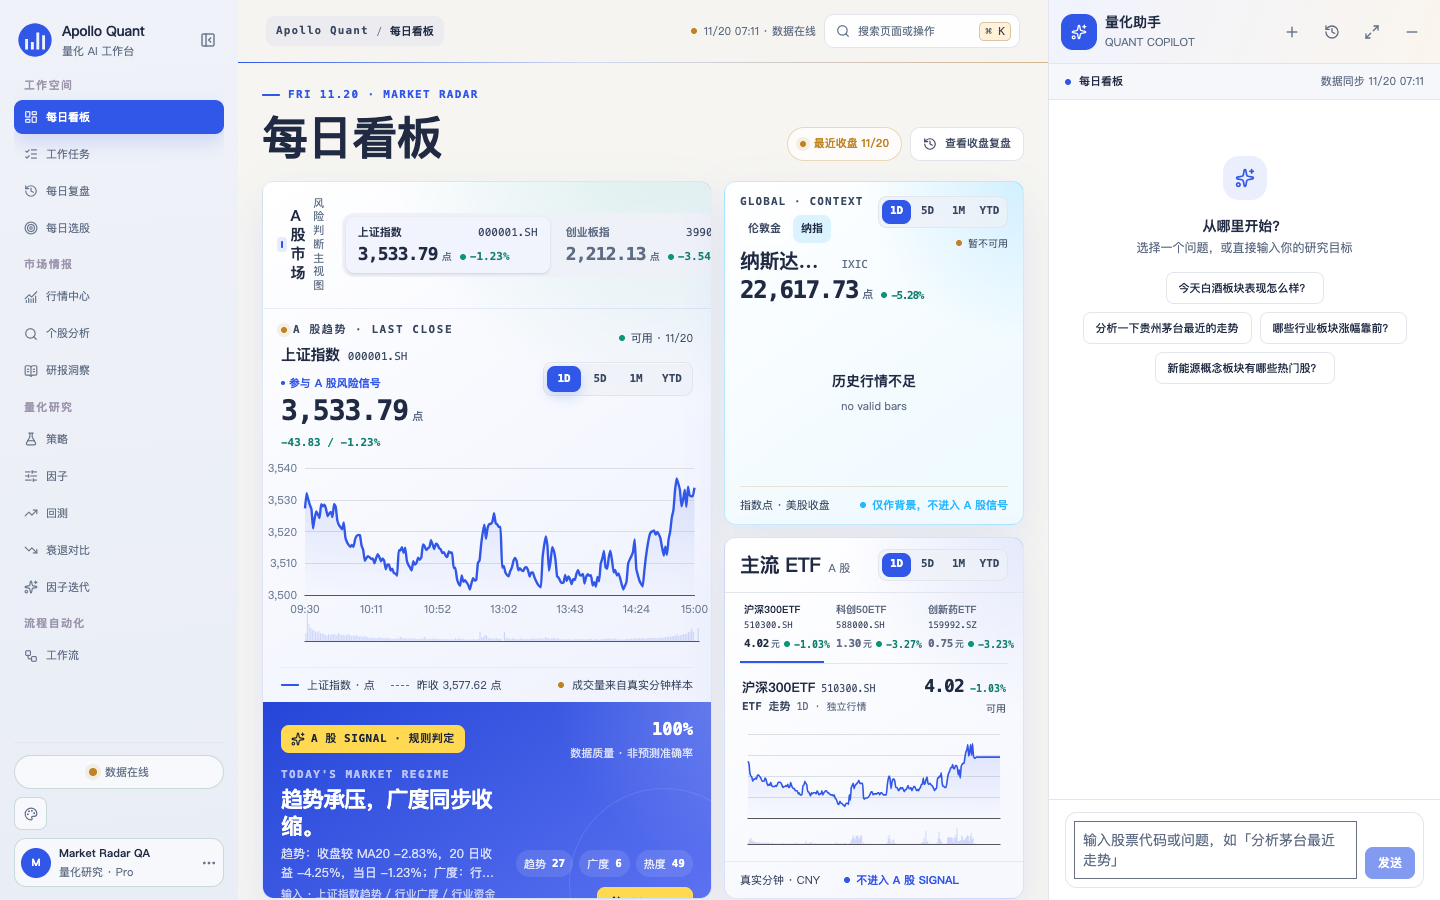 Apollo Quant
量化 AI 工作台
工作空间
每日看板
工作任务
每日复盘
每日选股
市场情报
行情中心
个股分析
研报洞察
量化研究
策略
因子
回测
衰退对比
因子迭代
流程自动化
工作流
数据在线
M
Market Radar QA
量化研究 · Pro
Apollo Quant / 每日看板
11/20 07:11 · 数据在线
搜索页面或操作
⌘ K
FRI 11.20 · MARKET RADAR
每日看板
最近收盘 11/20
查看收盘复盘
A 股市场
风险判断主视图
上证指数 000001.SH
3,533.79 点 -1.23%
创业板指 3990
2,212.13 点 -3.54
A 股趋势 · LAST CLOSE
可用 · 11/20
上证指数 000001.SH
参与 A 股风险信号
1D 5D 1M YTD
3,533.79 点
-43.83 / -1.23%
3,540
3,530
3,520
3,510
3,500
09:30 10:11 10:52 13:02 13:43 14:24 15:00
上证指数 · 点
昨收 3,577.62 点
成交量来自真实分钟样本
A 股 SIGNAL · 规则判定
100%
数据质量 · 非预测准确率
TODAY'S MARKET REGIME
趋势承压，广度同步收缩。
趋势：收盘较 MA20 -2.83%，20 日收
益 -4.25%，当日 -1.23%；广度：行...
趋势 27
广度 6
热度 49
输入 · 上证指数趋势 / 行业广度 / 行业资金
GLOBAL · CONTEXT
1D 5D 1M YTD
伦敦金 纳指
暂不可用
纳斯达... IXIC
22,617.73 点 -5.28%
历史行情不足
no valid bars
指数点 · 美股收盘
仅作背景，不进入 A 股信号
主流 ETF A 股
1D 5D 1M YTD
沪深300ETF
510300.SH
4.02 元 -1.03%
科创50ETF
588000.SH
1.30 元 -3.27%
创新药ETF
159992.SZ
0.75 元 -3.23%
沪深300ETF 510300.SH
4.02 -1.03%
ETF 走势 1D · 独立行情
可用
真实分钟 · CNY
不进入 A 股 SIGNAL
量化助手
QUANT COPILOT
每日看板
数据同步 11/20 07:11
从哪里开始?
选择一个问题，或直接输入你的研究目标
今天白酒板块表现怎么样?
分析一下贵州茅台最近的走势
哪些行业板块涨幅靠前?
新能源概念板块有哪些热门股?
输入股票代码或问题，如「分析茅台最近
走势」
发送